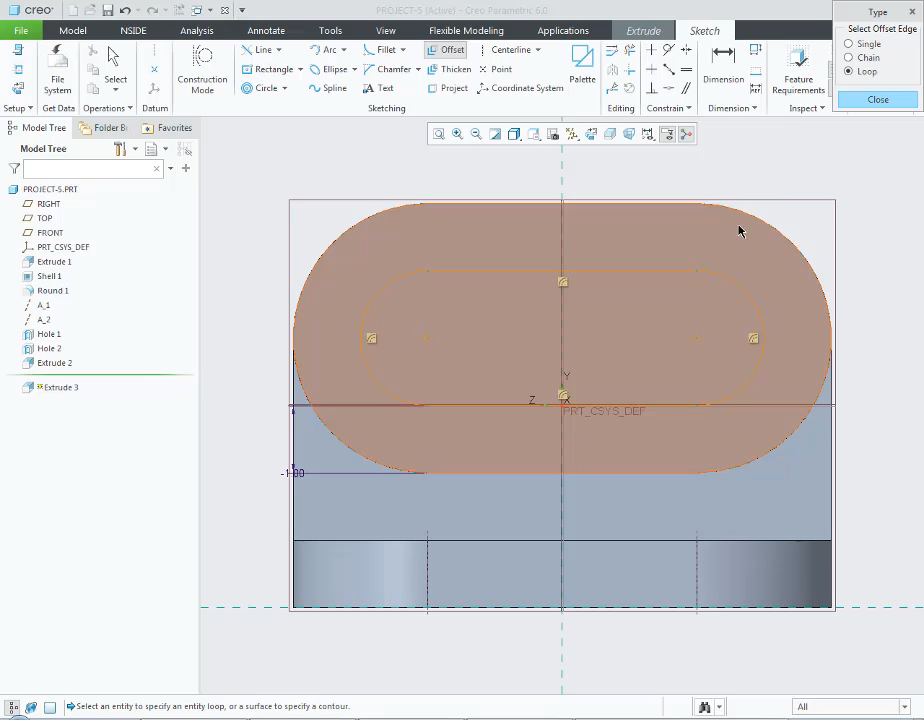 creo PROJECT-5 (Active) - Creo Parametric 6.0
File Model NSIDE Analysis Annotate Tools View Flexible Modeling Applications Extrude Sketch
Type
Select Offset Edge
Single
Chain
Loop
Close
Line Arc Fillet Offset Centerline
Rectangle Ellipse Chamfer Thicken Point
Circle Spline Text Project Coordinate System
File System
Select
Construction Mode
Palette
Dimension
Feature Requirements
Setup Get Data Operations Datum Sketching Editing Constrain Dimension Inspect
Model Tree Folder Br Favorites
Model Tree
PROJECT-5.PRT
RIGHT
TOP
FRONT
PRT_CSYS_DEF
Extrude 1
Shell 1
Round 1
A_1
A_2
Hole 1
Hole 2
Extrude 2
Extrude 3
Y
Z X
PRT_CSYS_DEF
-1.00
Select an entity to specify an entity loop, or a surface to specify a contour.
All